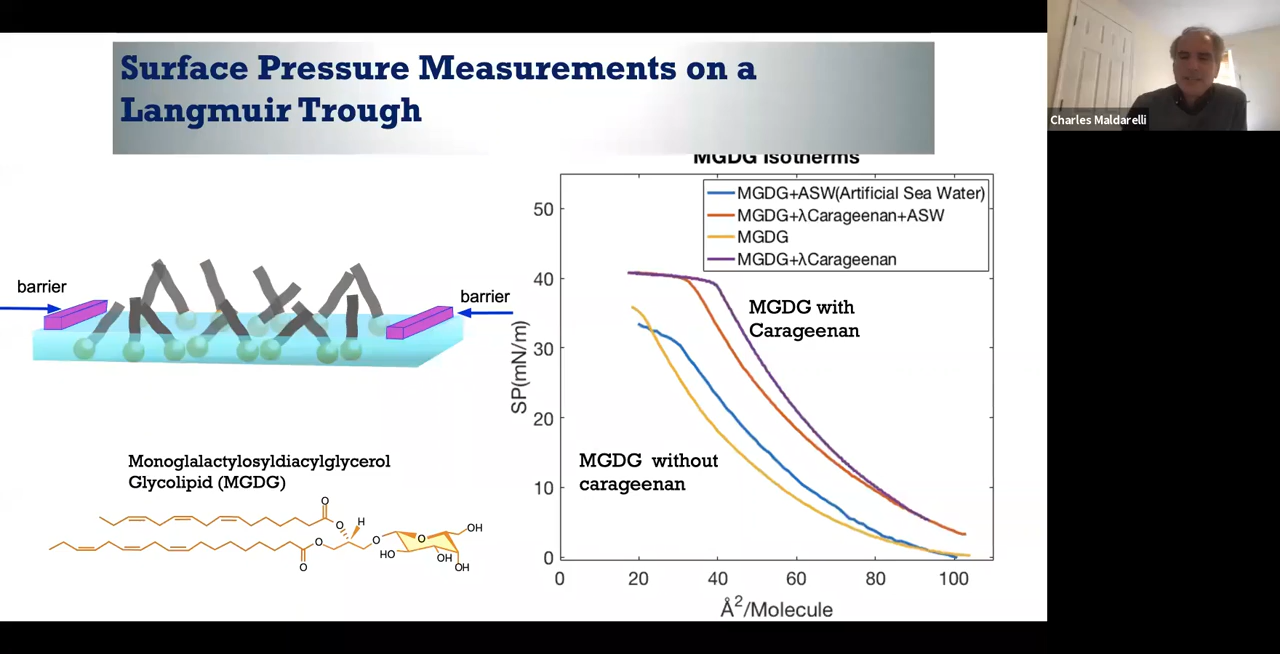 Surface Pressure Measurements on a
Langmuir Trough
Charles Maldarelli
barrier
barrier
Monoglalactylosyldiacylglycerol
Glycolipid (MGDG)
O
O
H
O
O
O
O
OH
HO
OH
OH
MGDG Isotherms
MGDG+ASW(Artificial Sea Water)
MGDG+λCarageenan+ASW
MGDG
MGDG+λCarageenan
MGDG with
Carageenan
MGDG without
carageenan
SP(mN/m)
50
40
30
20
10
0
0 20 40 60 80 100
Å²/Molecule